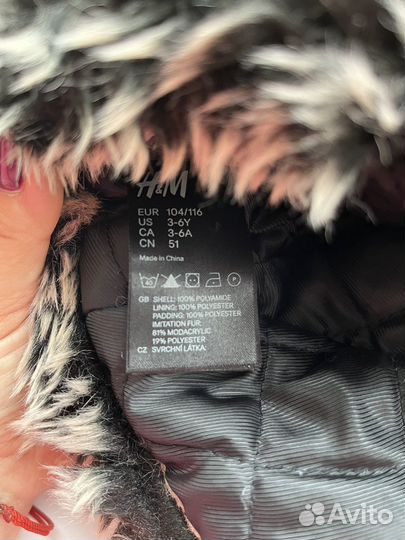 H&M
EUR 104/116
US 3-6Y
CA 3-6A
CN 51
Made in China
40
P
GB SHELL: 100% POLYAMIDE
LINING: 100% POLYESTER
PADDING: 100% POLYESTER
IMITATION FUR:
81% MODACRYLIC
19% POLYESTER
CZ SVRCHNÍ LÁTKA:
Avito